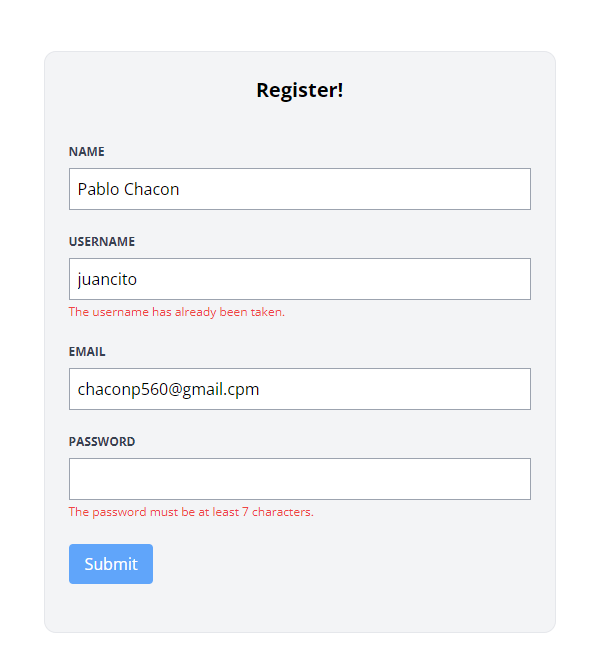 Register!
NAME
Pablo Chacon
USERNAME
juancito
The username has already been taken.
EMAIL
chaconp560@gmail.cpm
PASSWORD
The password must be at least 7 characters.
Submit